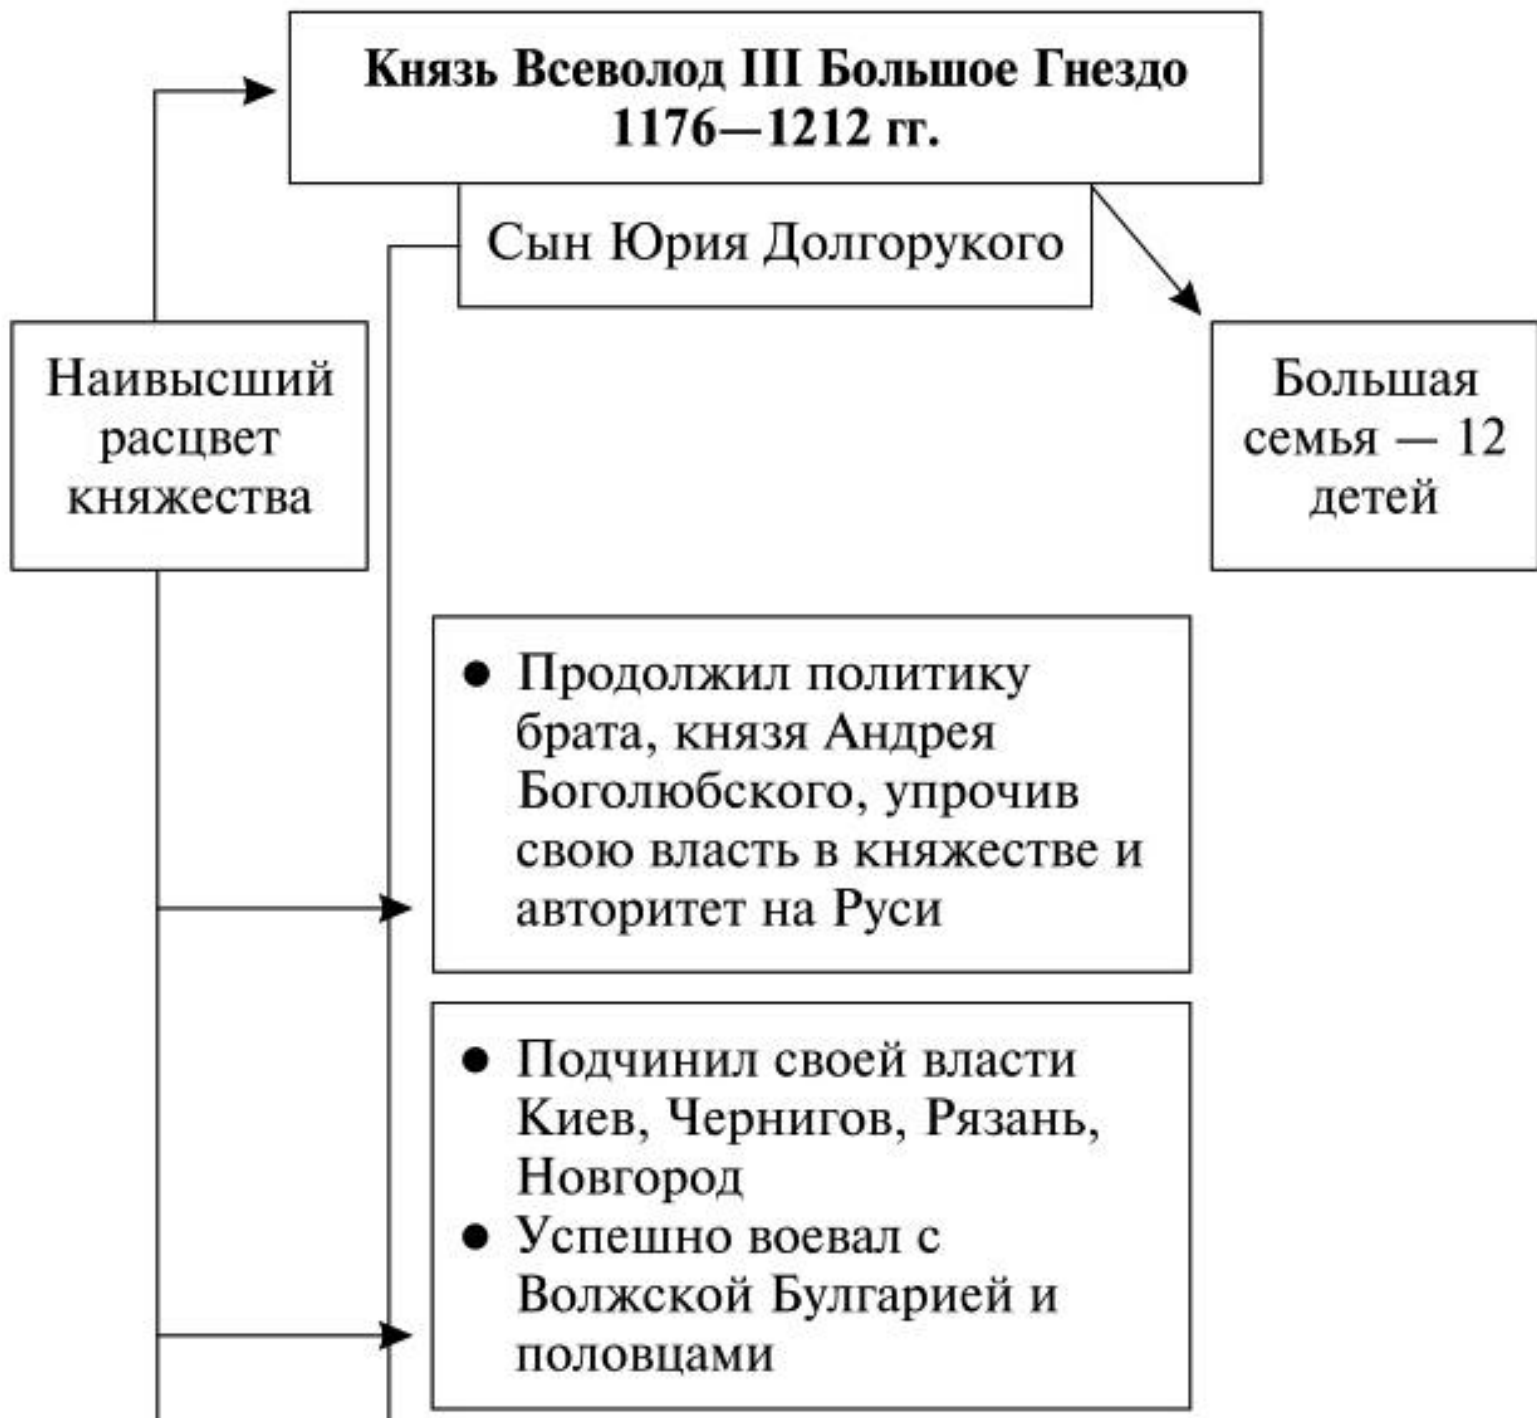 Князь Всеволод III Большое Гнездо
1176—1212 гг.
Сын Юрия Долгорукого
Наивысший
расцвет
княжества
Большая
семья — 12
детей
● Продолжил политику
брата, князя Андрея
Боголюбского, упрочив
свою власть в княжестве и
авторитет на Руси
● Подчинил своей власти
Киев, Чернигов, Рязань,
Новгород
● Успешно воевал с
Волжской Булгарией и
половцами